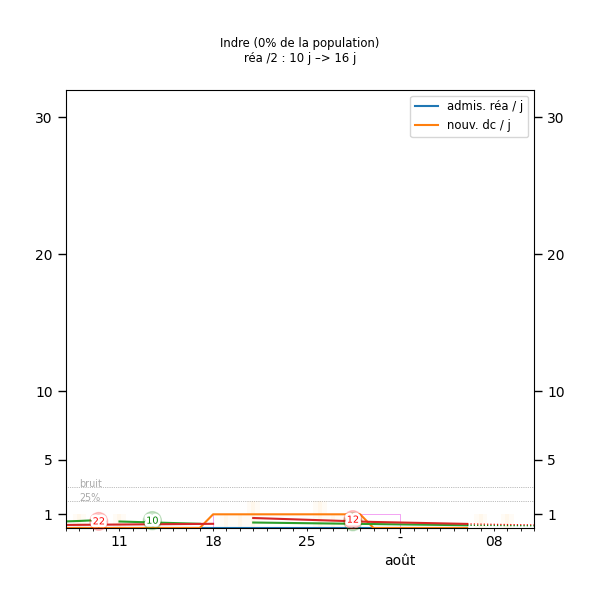 Indre (0% de la population)
réa /2 : 10 j –> 16 j
admis. réa / j
nouv. dc / j
30 30
20 20
10 10
5 5
bruit
25%
1 1
22 10 12
11 18 25 - 08
août